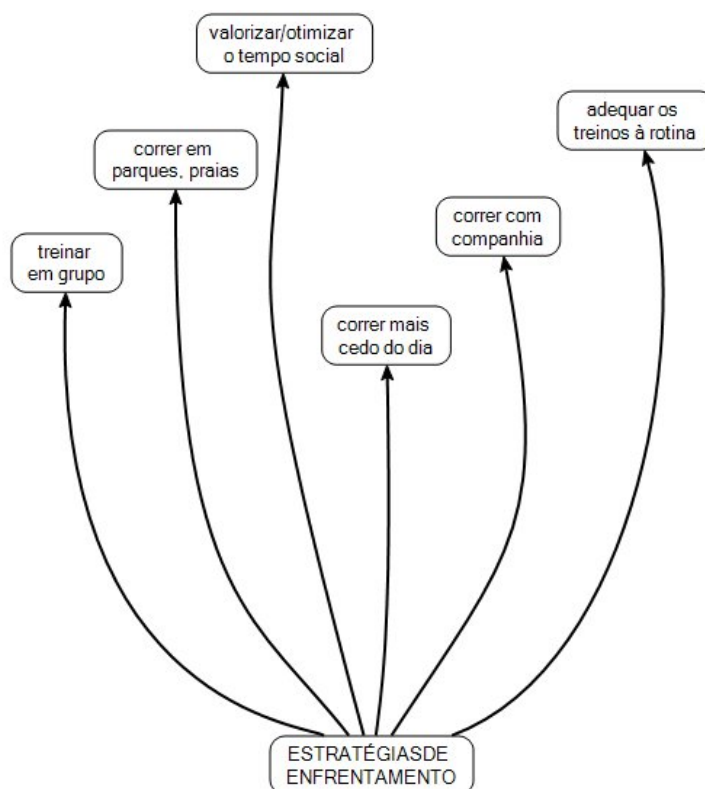 valorizar/otimizar
o tempo social
adequar os
treinos à rotina
correr em
parques, praias
correr com
companhia
treinar
em grupo
correr mais
cedo do dia
ESTRATÉGIASDE
ENFRENTAMENTO